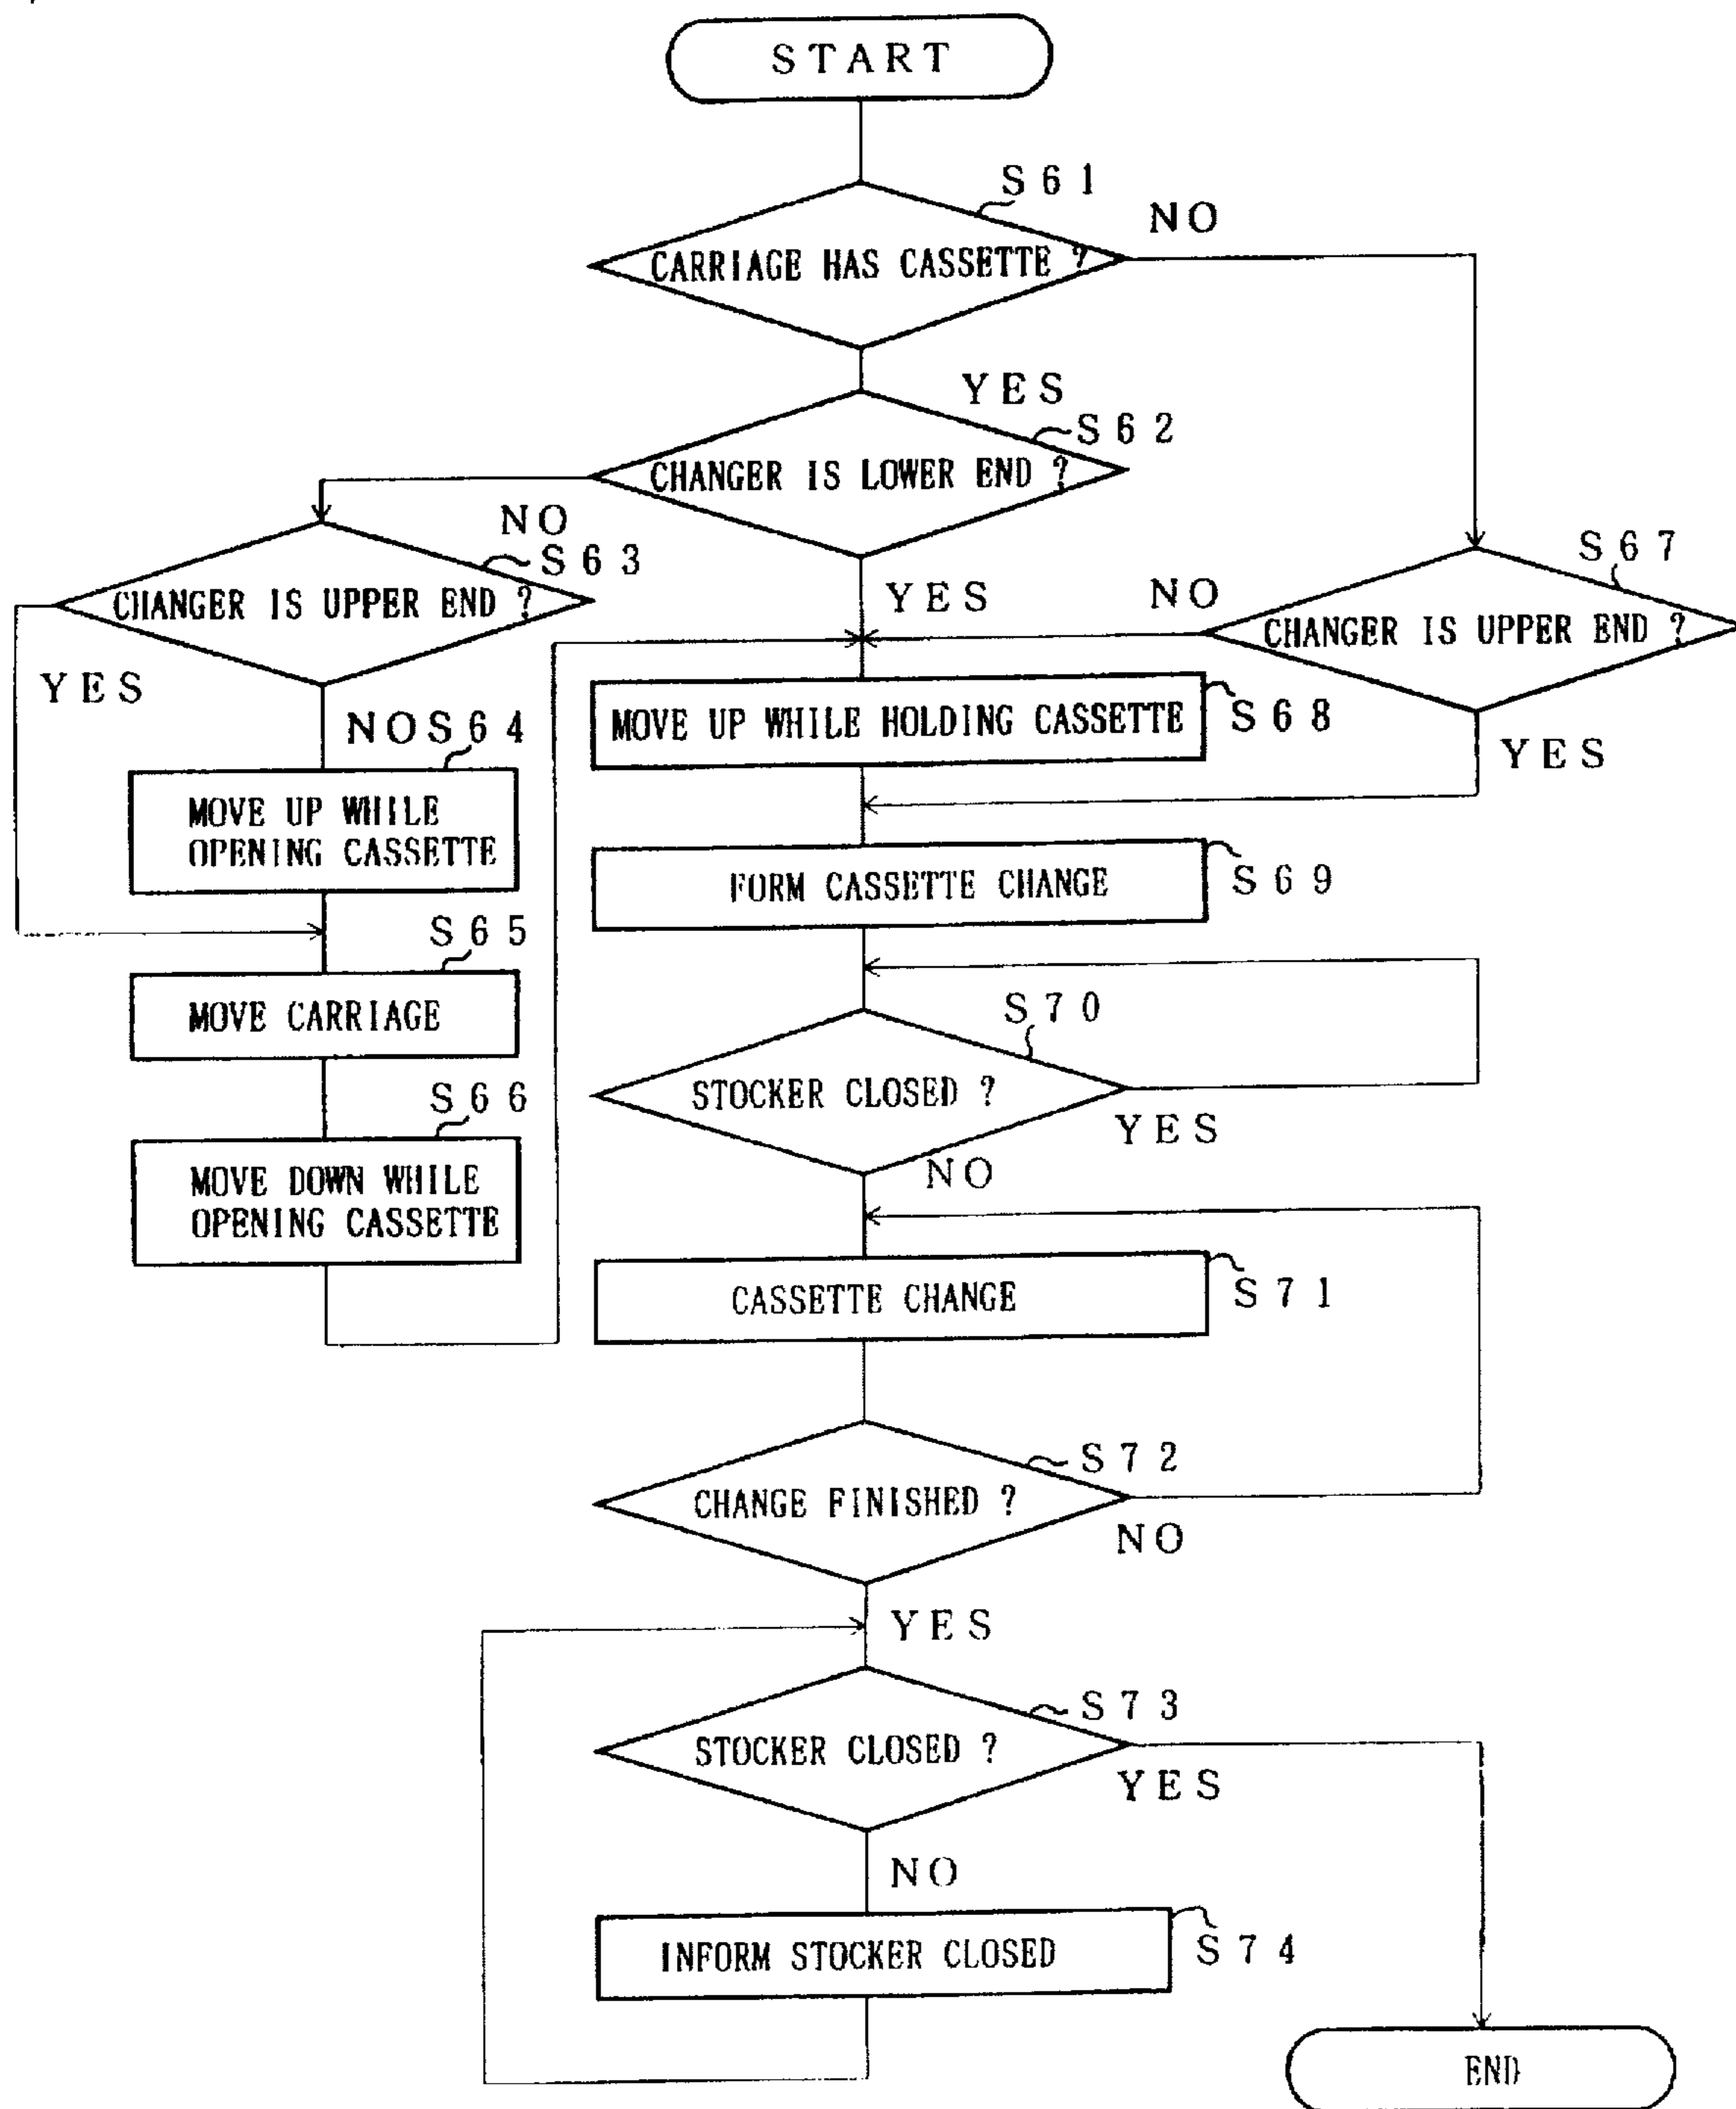 START
S61
NO
CARRIAGE HAS CASSETTE ?
YES
S62
CHANGER IS LOWER END ?
NO
S63
CHANGER IS UPPER END ?
YES
YES
NO
S67
CHANGER IS UPPER END ?
YES
NO S64
MOVE UP WHILE
OPENING CASSETTE
MOVE UP WHILE HOLDING CASSETTE
S68
S65
MOVE CARRIAGE
FORM CASSETTE CHANGE
S69
S66
MOVE DOWN WHILE
OPENING CASSETTE
S70
STOCKER CLOSED ?
YES
NO
CASSETTE CHANGE
S71
S72
CHANGE FINISHED ?
NO
YES
S73
STOCKER CLOSED ?
YES
NO
INFORM STOCKER CLOSED
S74
END